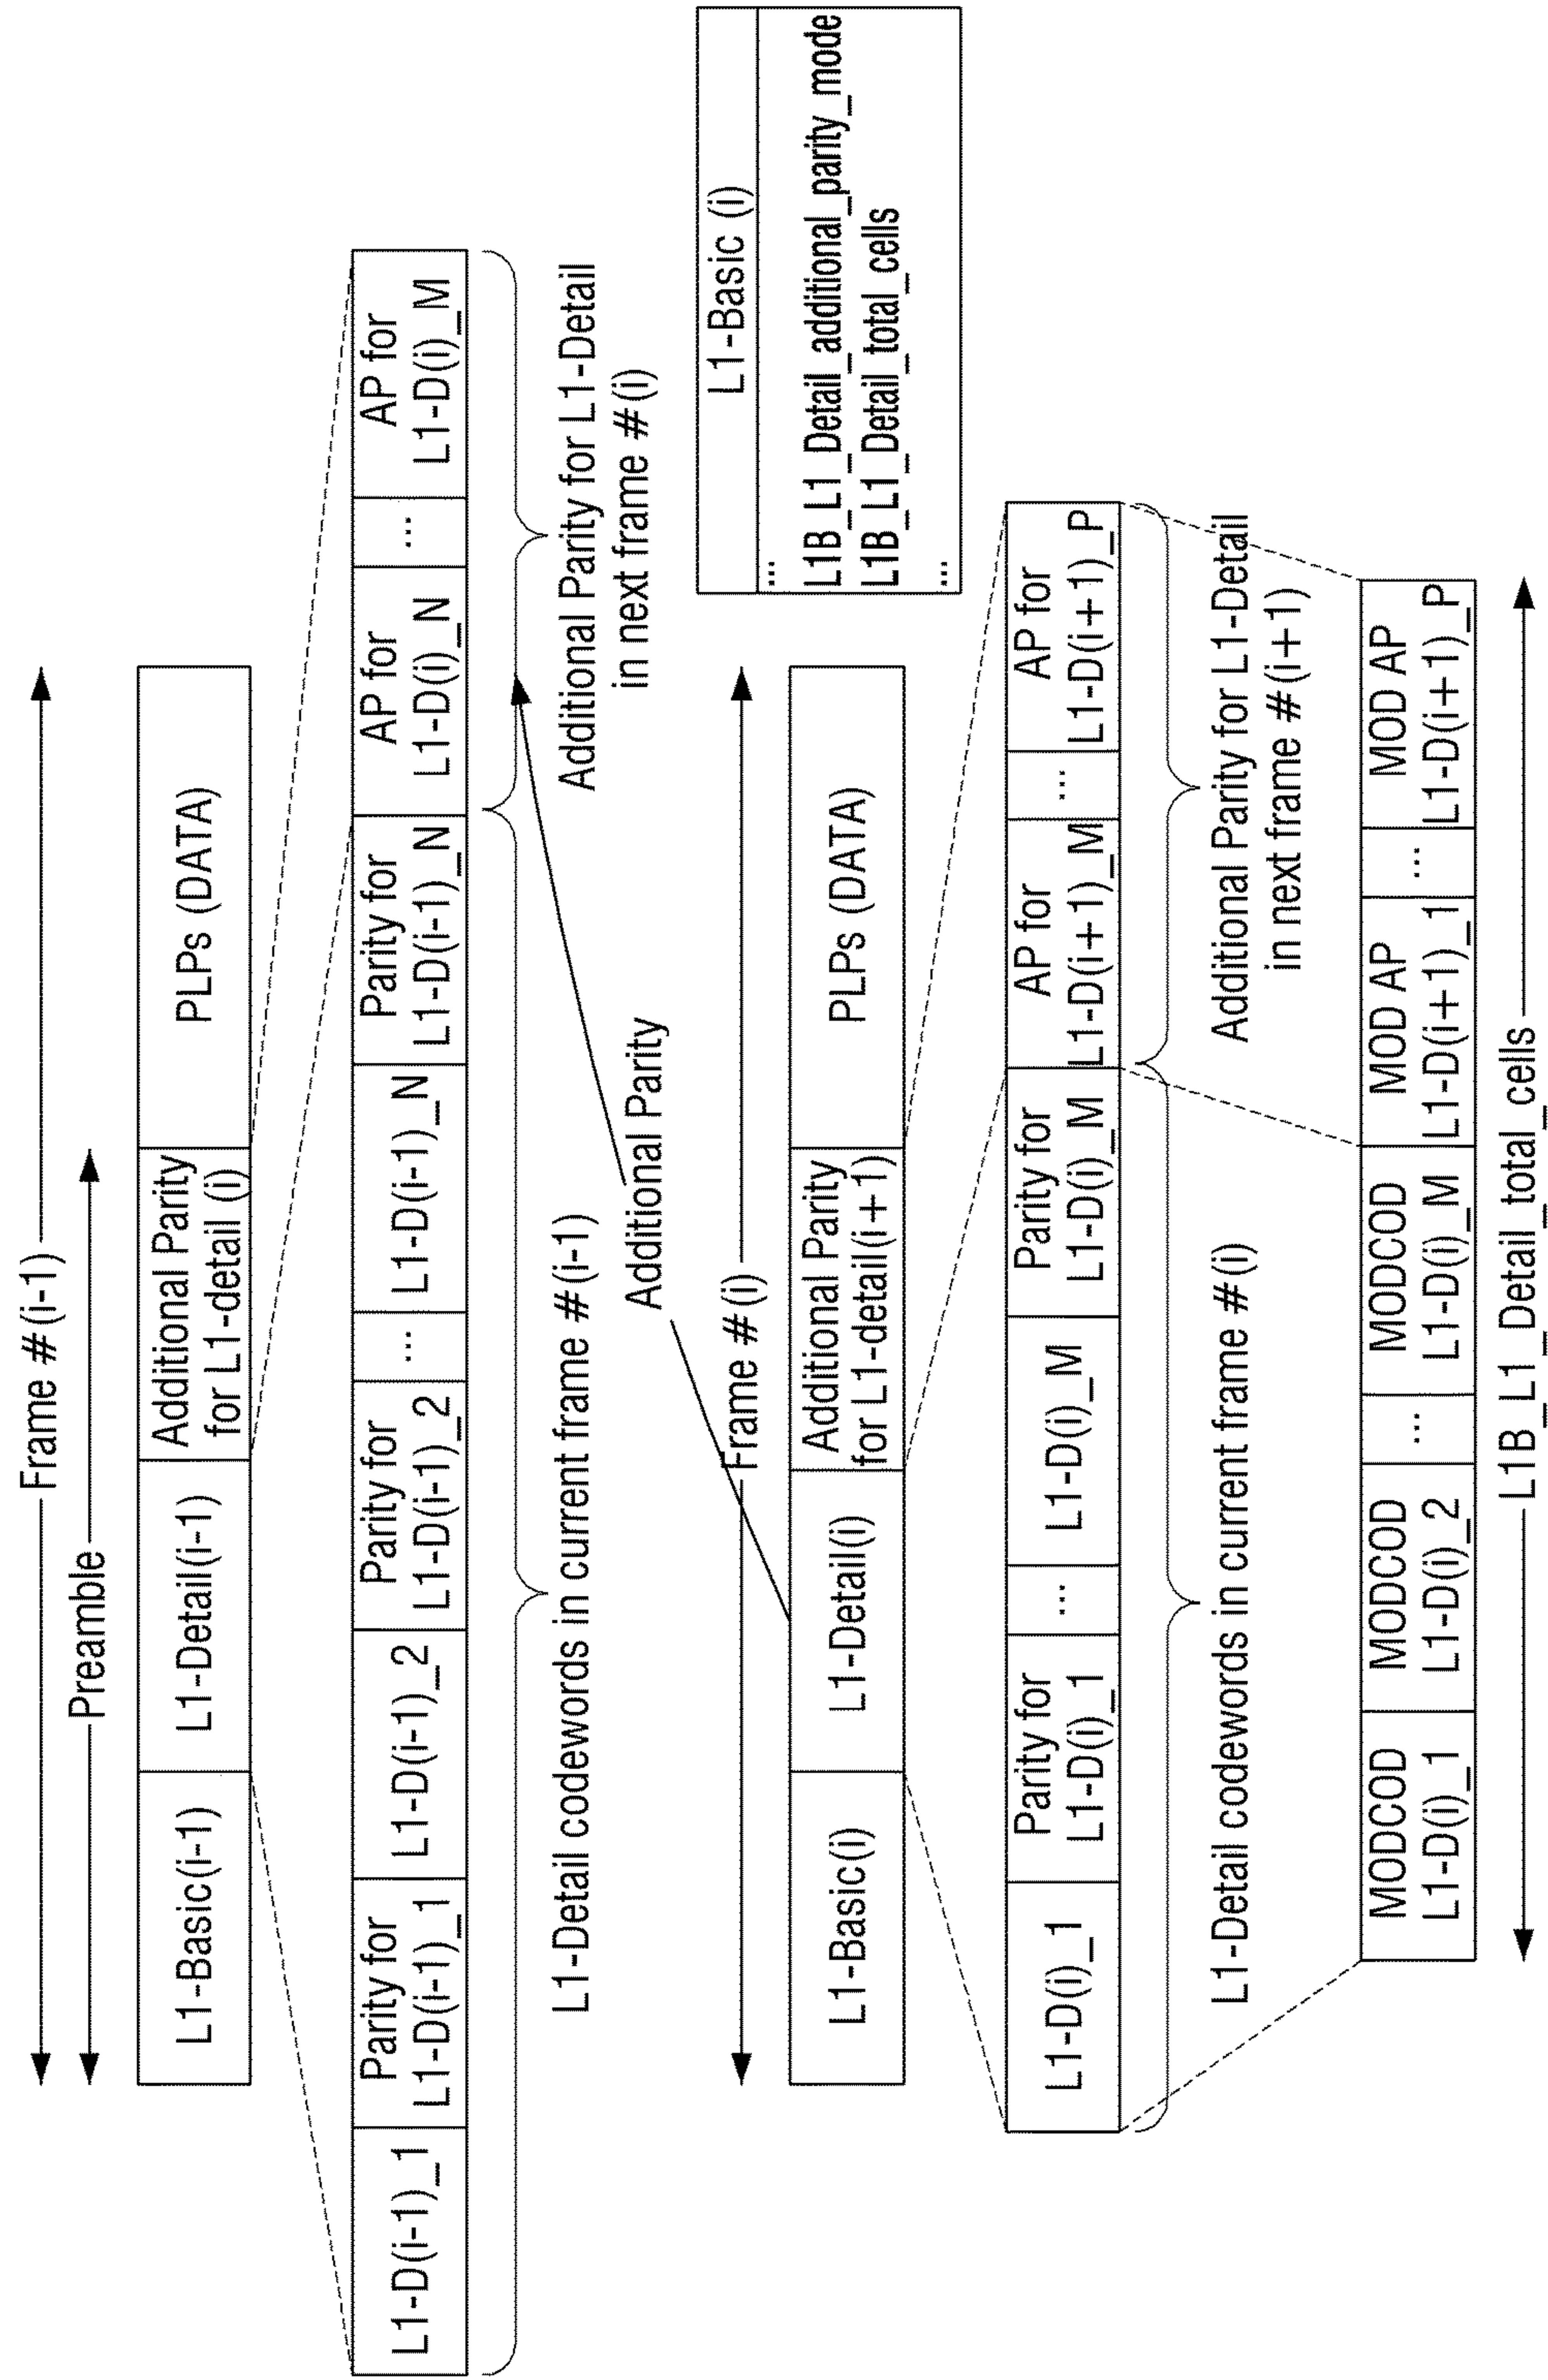 Frame #(i-1)
Preamble
L1-Basic(i-1)
L1-Detail(i-1)
Additional Parity
for L1-detail (i)
PLPs (DATA)
L1-D(i-1)_1
Parity for
L1-D(i-1)_1
L1-D(i-1)_2
Parity for
L1-D(i-1)_2
...
L1-D(i-1)_N
Parity for
L1-D(i-1)_N
AP for
L1-D(i)_N
...
AP for
L1-D(i)_M
L1-Detail codewords in current frame #(i-1)
Additional Parity for L1-Detail
in next frame #(i)
Additional Parity
L1-Basic (i)
...
L1B_L1_Detail_additional_parity_mode
L1B_L1_Detail_total_cells
...
Frame #(i)
L1-Basic(i)
L1-Detail(i)
Additional Parity
for L1-detail(i+1)
PLPs (DATA)
L1-D(i)_1
Parity for
L1-D(i)_1
...
L1-D(i)_M
Parity for
L1-D(i)_M
AP for
L1-D(i+1)_M
...
AP for
L1-D(i+1)_P
L1-Detail codewords in current frame #(i)
Additional Parity for L1-Detail
in next frame #(i+1)
MODCOD
L1-D(i)_1
MODCOD
L1-D(i)_2
...
MODCOD
L1-D(i)_M
MOD AP
L1-D(i+1)_1
...
MOD AP
L1-D(i+1)_P
L1B_L1_Detail_total_cells